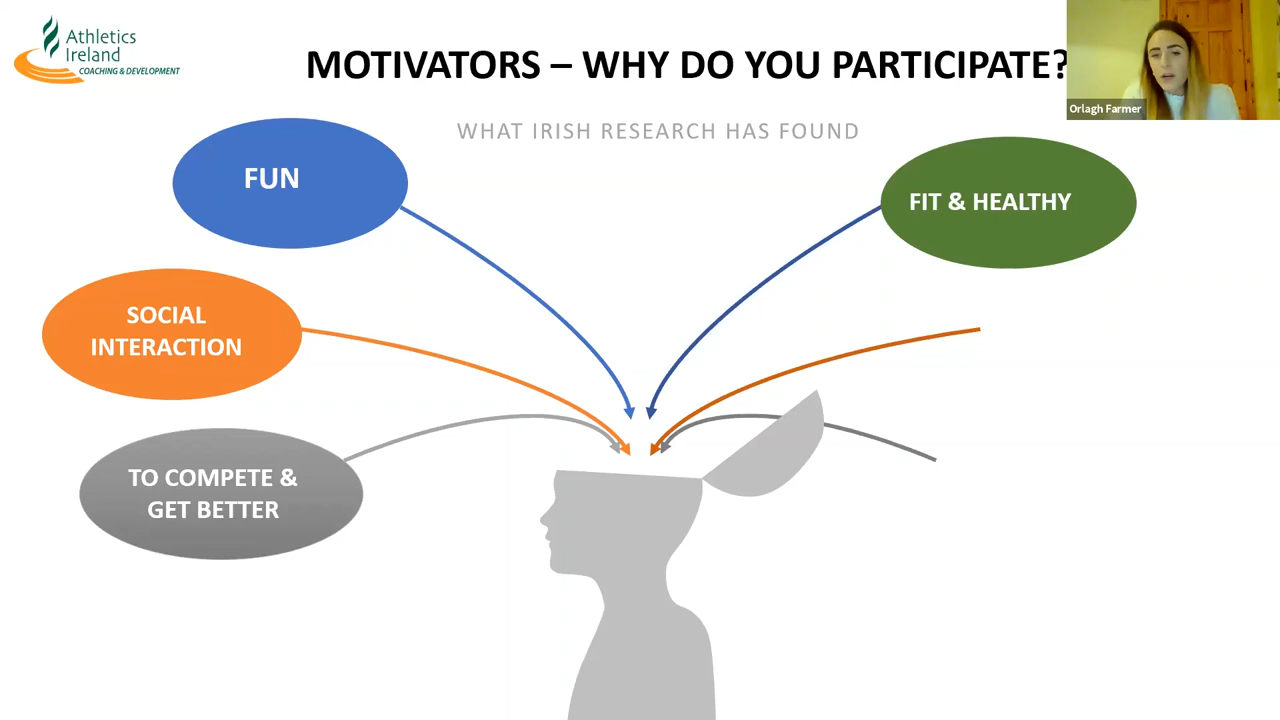 Athletics
Ireland
COACHING & DEVELOPMENT
MOTIVATORS – WHY DO YOU PARTICIPATE?
Orlagh Farmer
WHAT IRISH RESEARCH HAS FOUND
FUN
FIT & HEALTHY
SOCIAL
INTERACTION
TO COMPETE &
GET BETTER